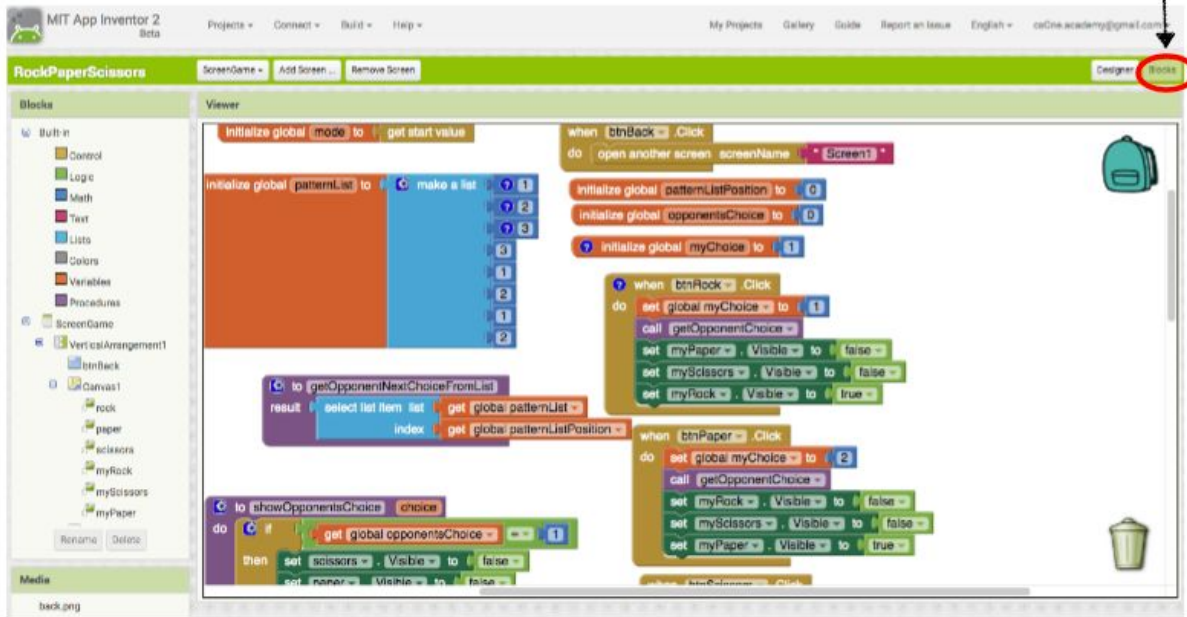 MIT App Inventor 2
Beta
Projects Connect Build Help
My Projects Gallery Guide Report an Issue English
RockPaperScissors
ScreenGame Add Screen ... Remove Screen
Designer Blocks
Blocks
Viewer
Built-in
Control
Logic
Math
Text
Lists
Colors
Variables
Procedures
ScreenGame
VerticalArrangement1
btnBack
Canvas1
rock
paper
scissors
myRock
myScissors
myPaper
Rename Delete
Media
back.png
initialize global mode to get start value
initialize global patternList to make a list ? 1
? 2
? 3
3
1
2
1
2
to getOpponentNextChoiceFromList
result select list item list get global patternList
index get global patternListPosition
to showOpponentsChoice choice
do if
get global opponentsChoice = 1
then set scissors . Visible to false
set paper . Visible to false
when btnBack .Click
do open another screen screenName " Screen1 "
initialize global patternListPosition to 0
initialize global opponentsChoice to 0
? initialize global myChoice to 1
? when btnRock .Click
do set global myChoice to 1
call getOpponentChoice
set myPaper . Visible to false
set myScissors . Visible to false
set myRock . Visible to true
when btnPaper .Click
do set global myChoice to 2
call getOpponentChoice
set myRock . Visible to false
set myScissors . Visible to false
set myPaper . Visible to true
when btnScissors .Click